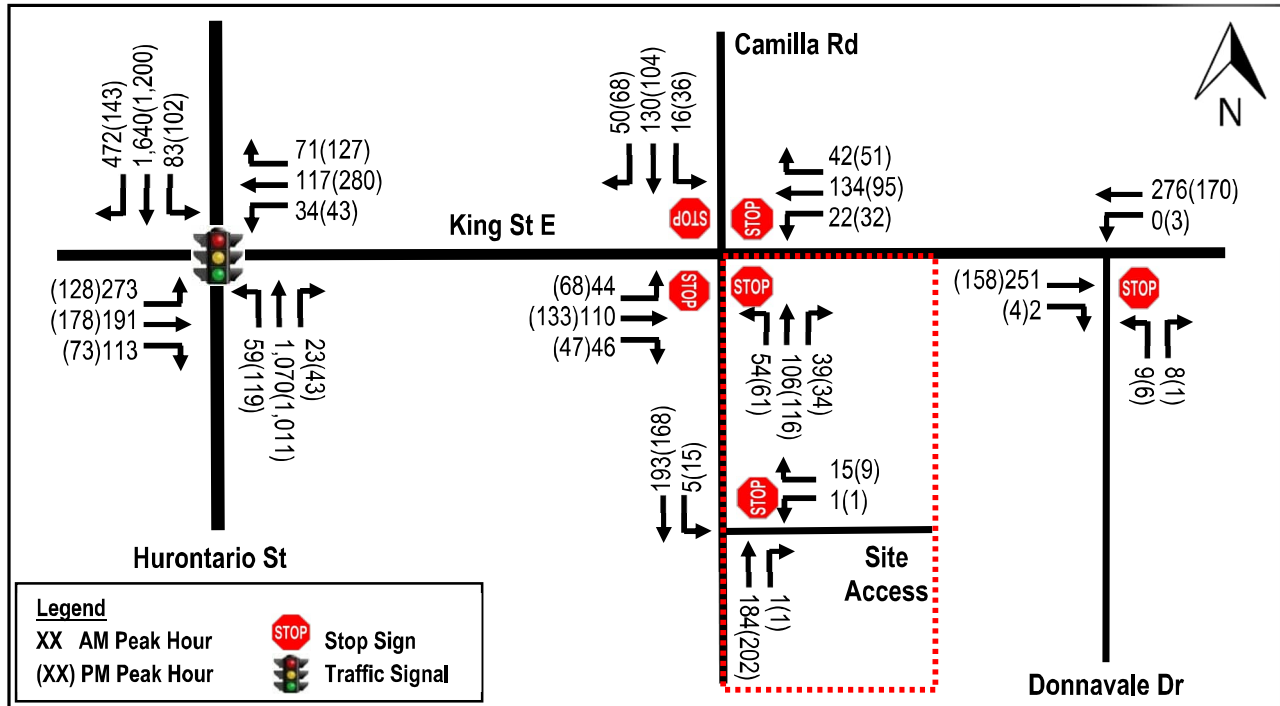 Camilla Rd
N
472(143)
1,640(1,200)
83(102)
71(127)
117(280)
34(43)
50(68)
130(104)
16(36)
42(51)
134(95)
22(32)
276(170)
0(3)
King St E
STOP
STOP
(128)273
(178)191
(73)113
59(119)
1,070(1,011)
23(43)
(68)44
(133)110
(47)46
STOP
STOP
54(61)
106(116)
39(34)
(158)251
(4)2
STOP
9(6)
8(1)
193(168)
5(15)
STOP
15(9)
1(1)
184(202)
1(1)
Site
Access
Hurontario St
Donnavale Dr
Legend
XX AM Peak Hour
STOP Stop Sign
(XX) PM Peak Hour
Traffic Signal